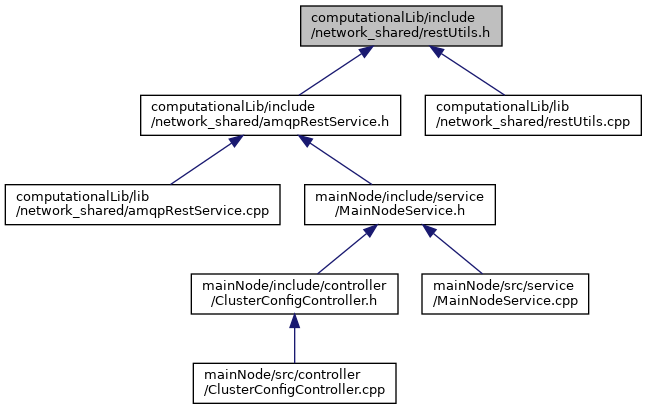 computationalLib/include
/network_shared/restUtils.h
computationalLib/include
/network_shared/amqpRestService.h
computationalLib/lib
/network_shared/restUtils.cpp
computationalLib/lib
/network_shared/amqpRestService.cpp
mainNode/include/service
/MainNodeService.h
mainNode/include/controller
/ClusterConfigController.h
mainNode/src/service
/MainNodeService.cpp
mainNode/src/controller
/ClusterConfigController.cpp